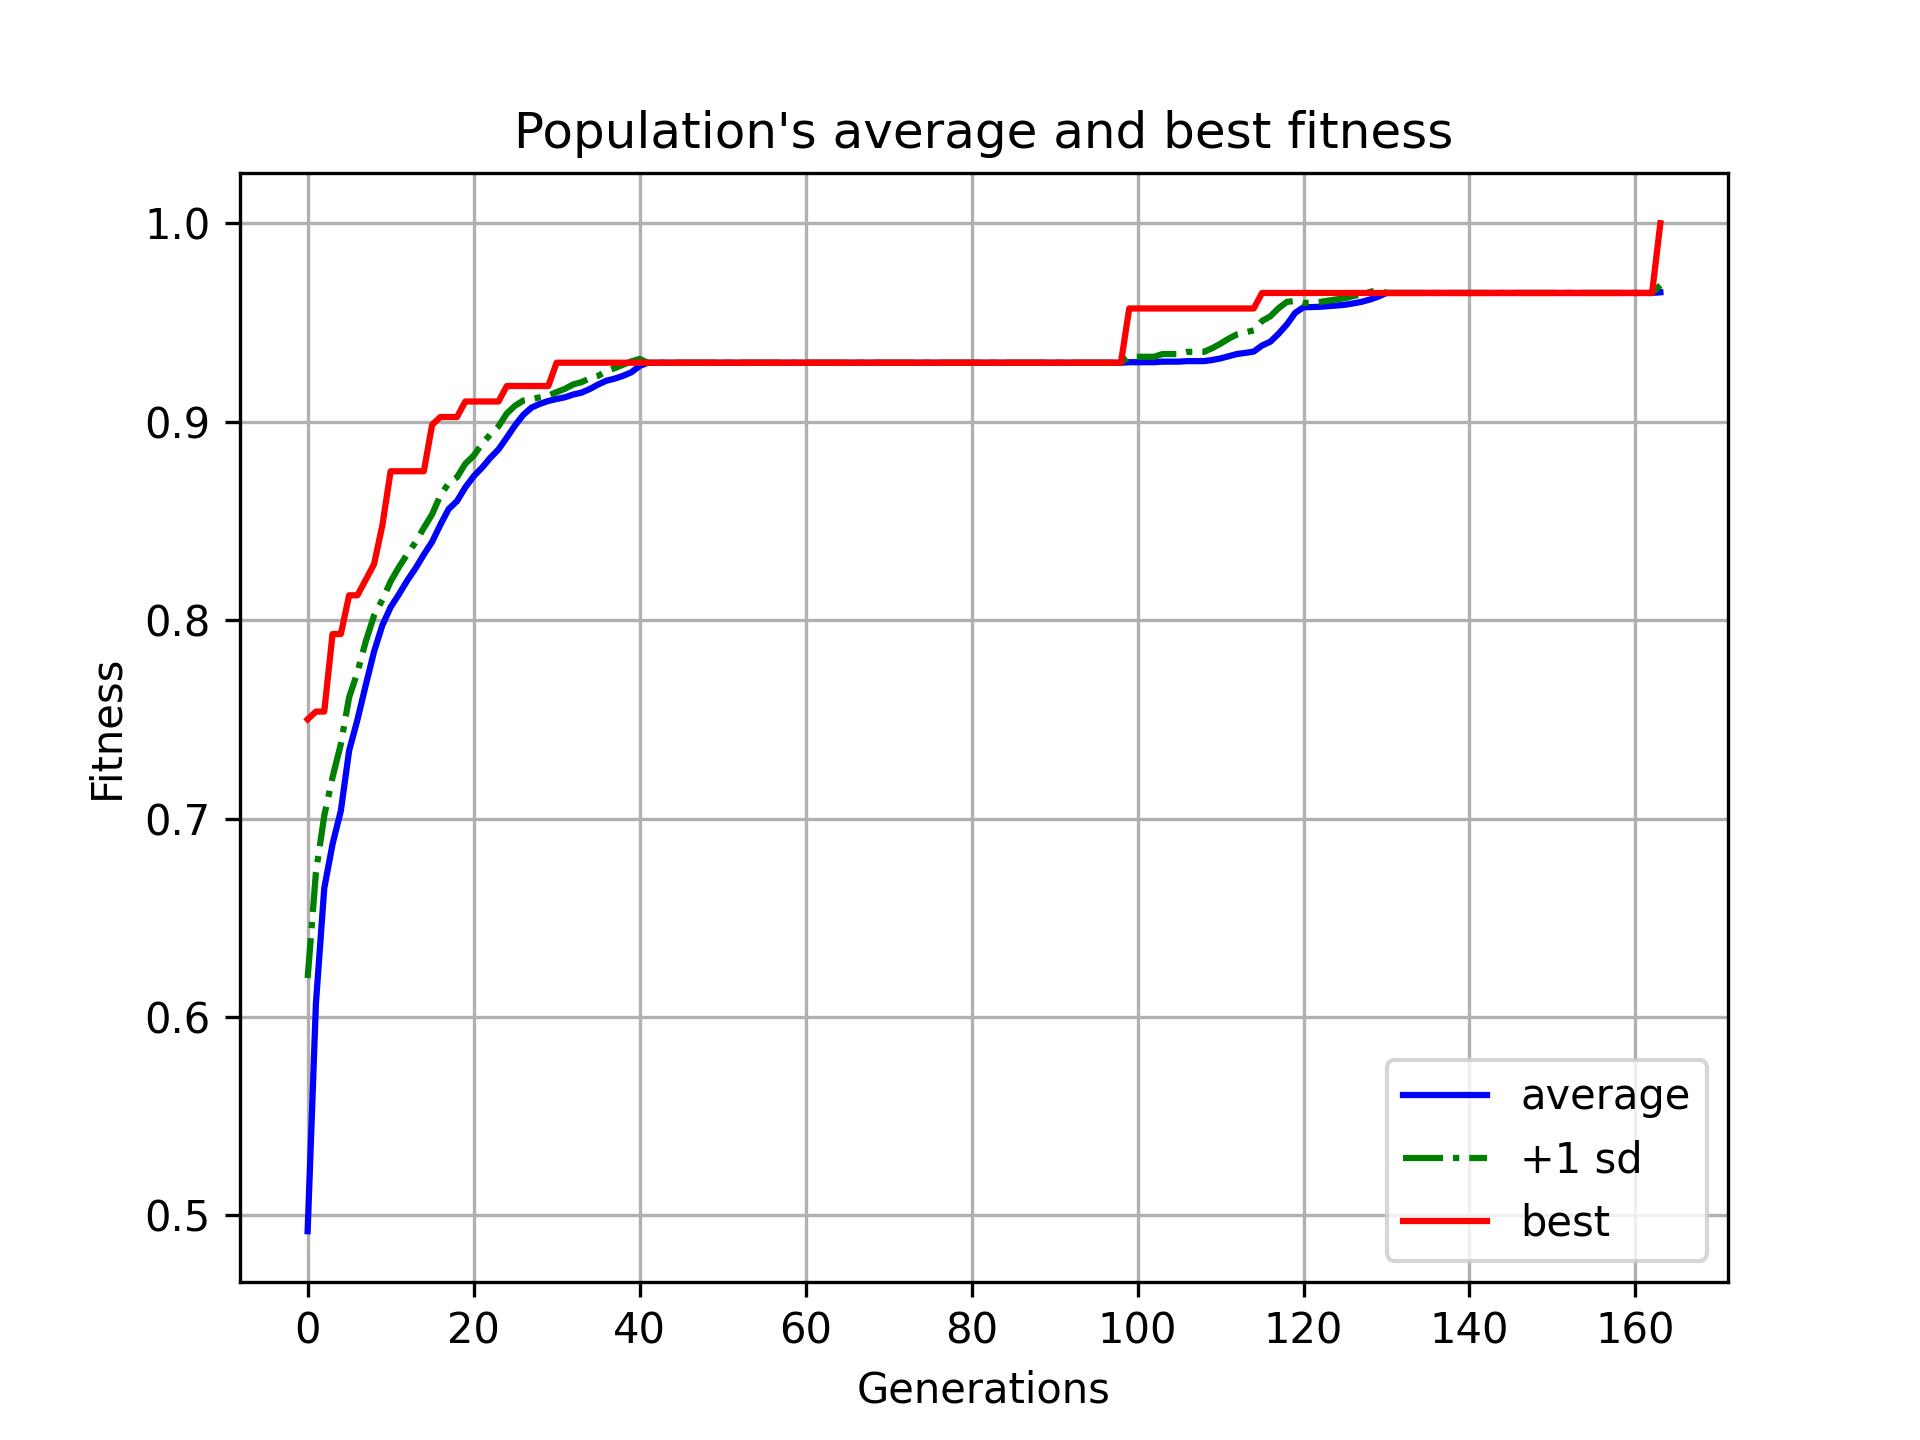 Population's average and best fitness
1.0
0.9
0.8
0.7
0.6
0.5
Fitness
0 20 40 60 80 100 120 140 160
Generations
average
+1 sd
best